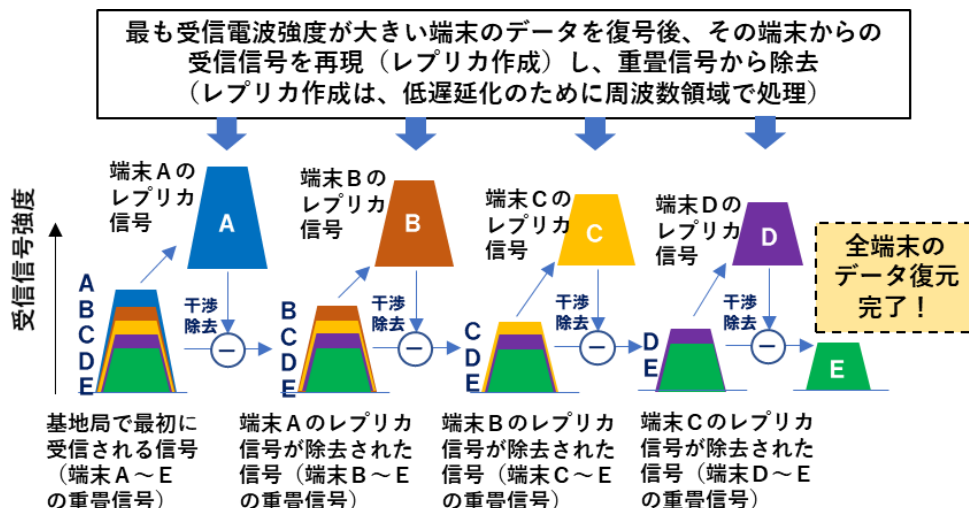 最も受信電波強度が大きい端末のデータを復号後、その端末からの
受信信号を再現（レプリカ作成）し、重畳信号から除去
（レプリカ作成は、低遅延化のために周波数領域で処理）
受信信号強度
端末Ａの
レプリカ
信号
A
端末Ｂの
レプリカ
信号
B
端末Ｃの
レプリカ
信号
C
端末Ｄの
レプリカ
信号
D
全端末の
データ復元
完了！
A
B
C
D
E
干渉
除去
−
B
C
D
E
干渉
除去
−
C
D
E
干渉
除去
−
D
E
干渉
除去
−
E
基地局で最初に
受信される信号
（端末Ａ～Ｅ
の重畳信号）
端末Ａのレプリカ
信号が除去された
信号（端末Ｂ～Ｅ
の重畳信号）
端末Ｂのレプリカ
信号が除去された
信号（端末Ｃ～Ｅ
の重畳信号）
端末Ｃのレプリカ
信号が除去された
信号（端末Ｄ～Ｅ
の重畳信号）